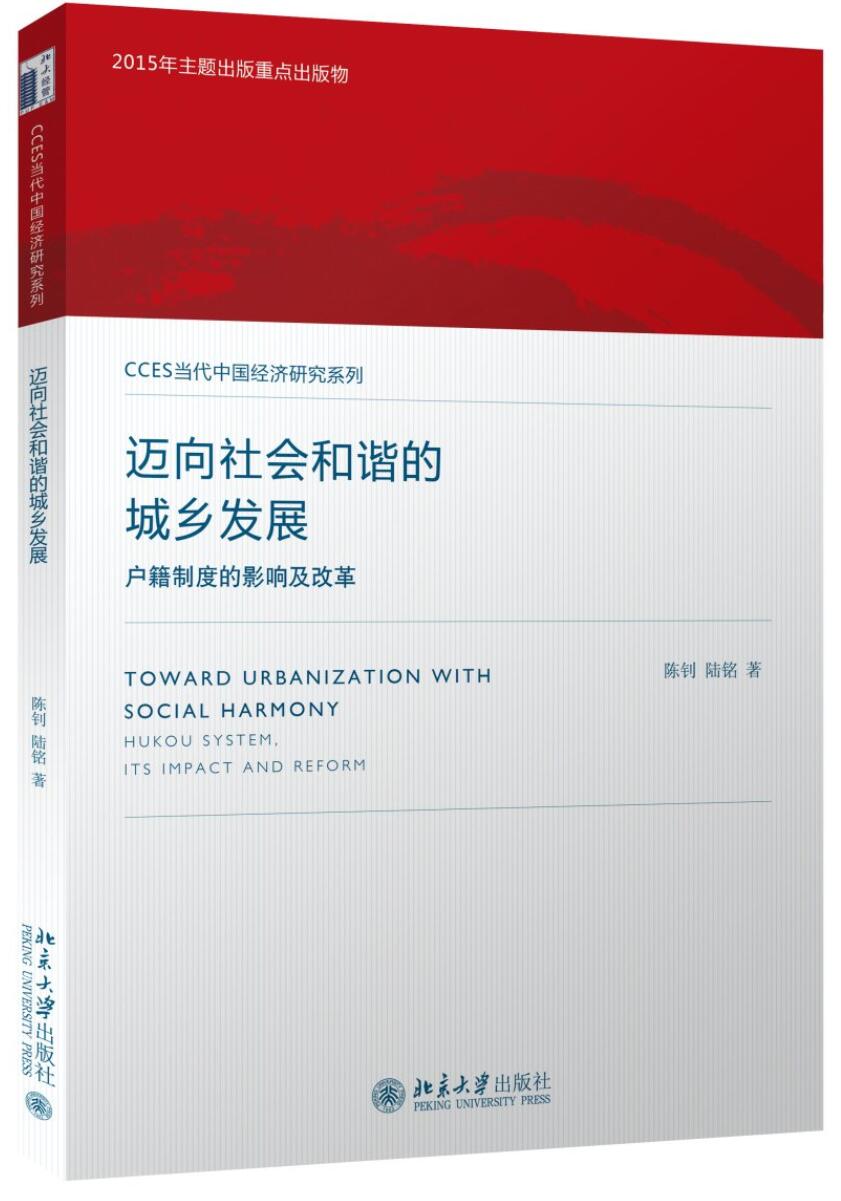 2015年主题出版重点出版物
CCES当代中国经济研究系列
迈向社会和谐的
城乡发展
户籍制度的影响及改革
TOWARD URBANIZATION WITH
SOCIAL HARMONY
HUKOU SYSTEM,
ITS IMPACT AND REFORM
陈钊 陆铭 著
北京大学出版社
PEKING UNIVERSITY PRESS
北大经管
CCES当代中国经济研究系列
迈向社会和谐的城乡发展
陈钊 陆铭 著
北京大学出版社
PEKING UNIVERSITY PRESS